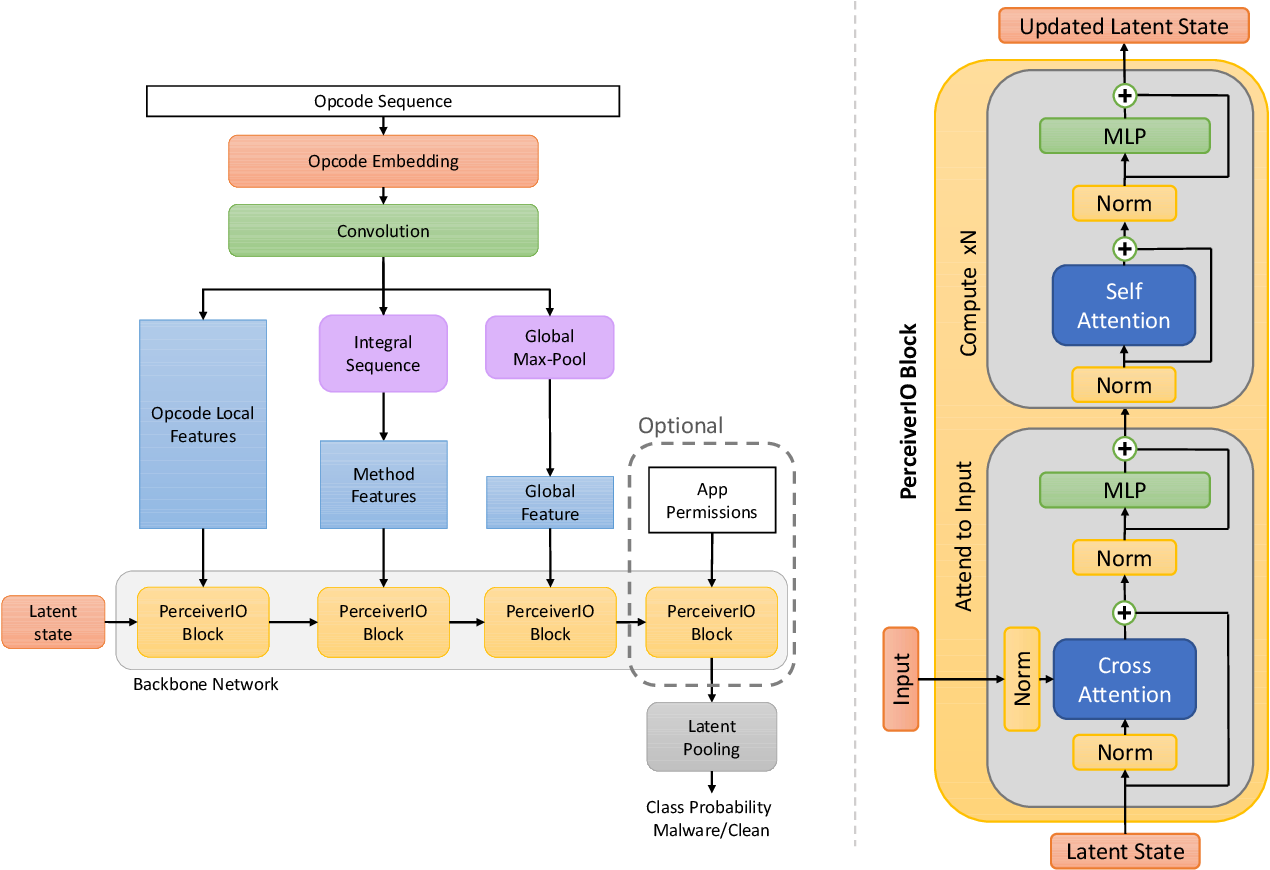 Opcode Sequence
Opcode Embedding
Convolution
Opcode Local
Features
Integral
Sequence
Global
Max-Pool
Method
Features
Global
Feature
Optional
App
Permissions
Latent
state
PerceiverIO
Block
PerceiverIO
Block
PerceiverIO
Block
PerceiverIO
Block
Backbone Network
Latent
Pooling
Class Probability
Malware/Clean
PerceiverIO Block
Updated Latent State
+
MLP
Norm
+
Self
Attention
Norm
Compute xN
+
MLP
Norm
+
Cross
Attention
Norm
Norm
Attend to Input
Input
Latent State